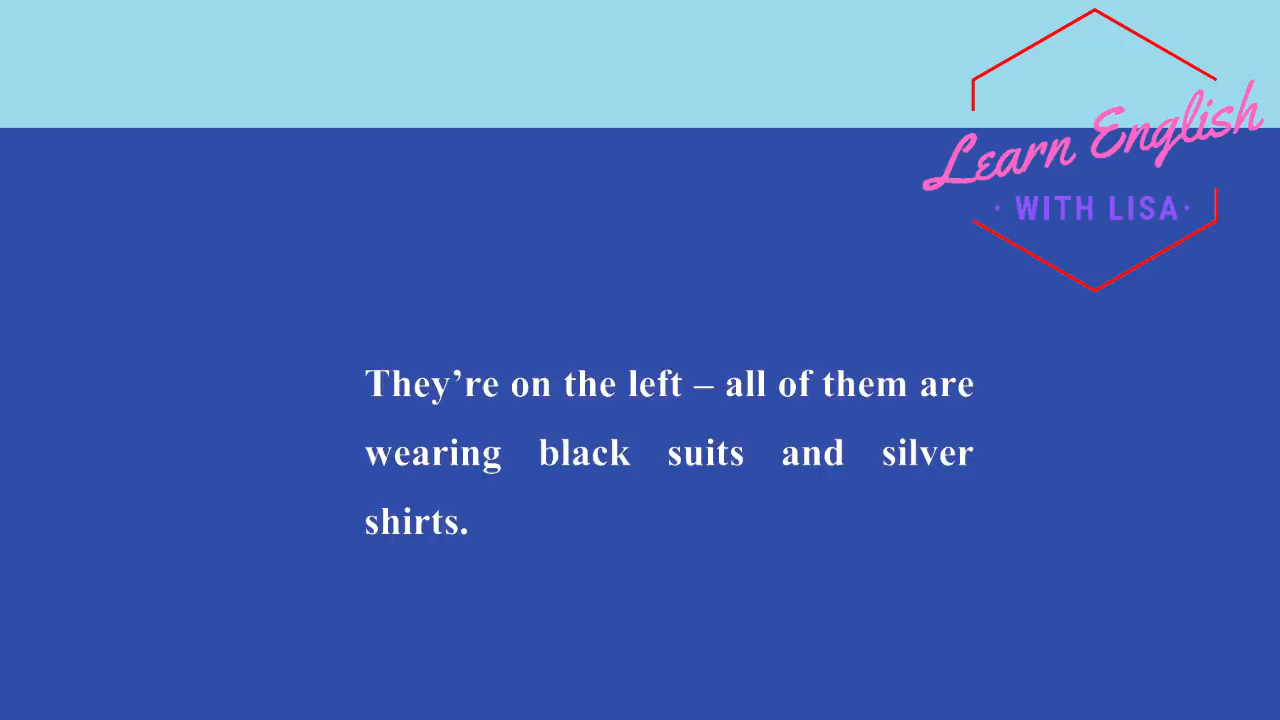 Learn English
· WITH LISA·
They’re on the left – all of them are
wearing black suits and silver
shirts.